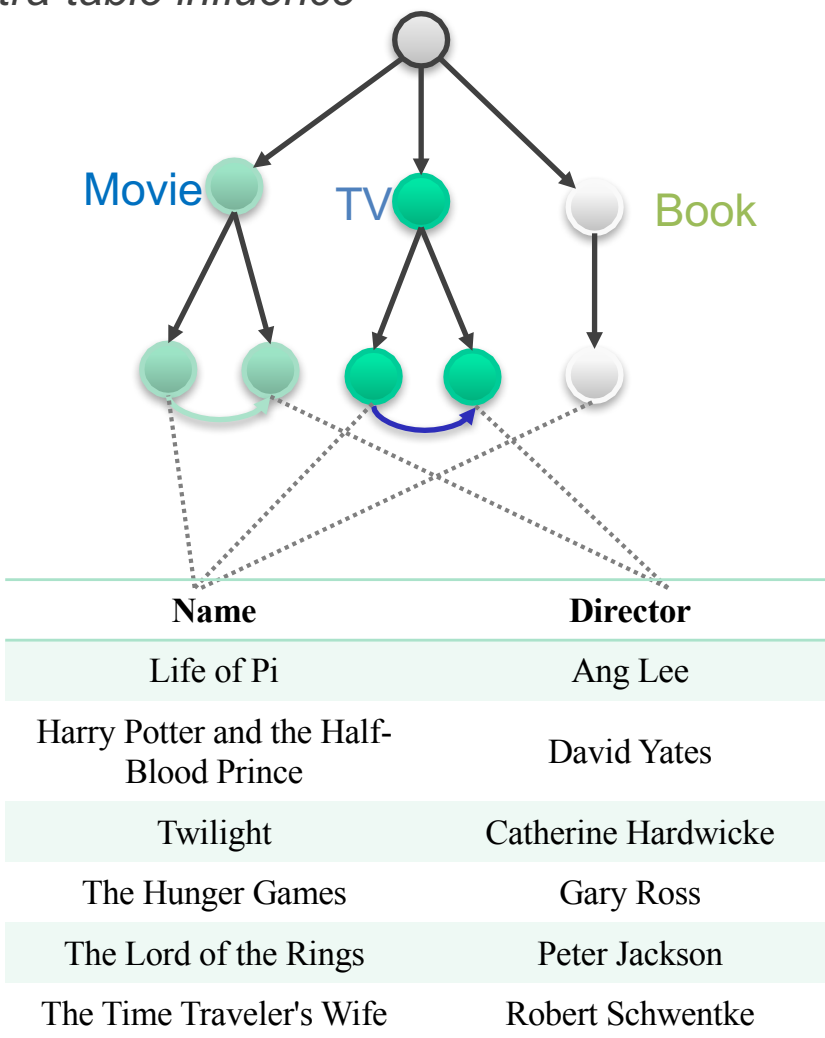 Movie TV Book
Name Director
Life of Pi Ang Lee
Harry Potter and the Half-
Blood Prince David Yates
Twilight Catherine Hardwicke
The Hunger Games Gary Ross
The Lord of the Rings Peter Jackson
The Time Traveler's Wife Robert Schwentke